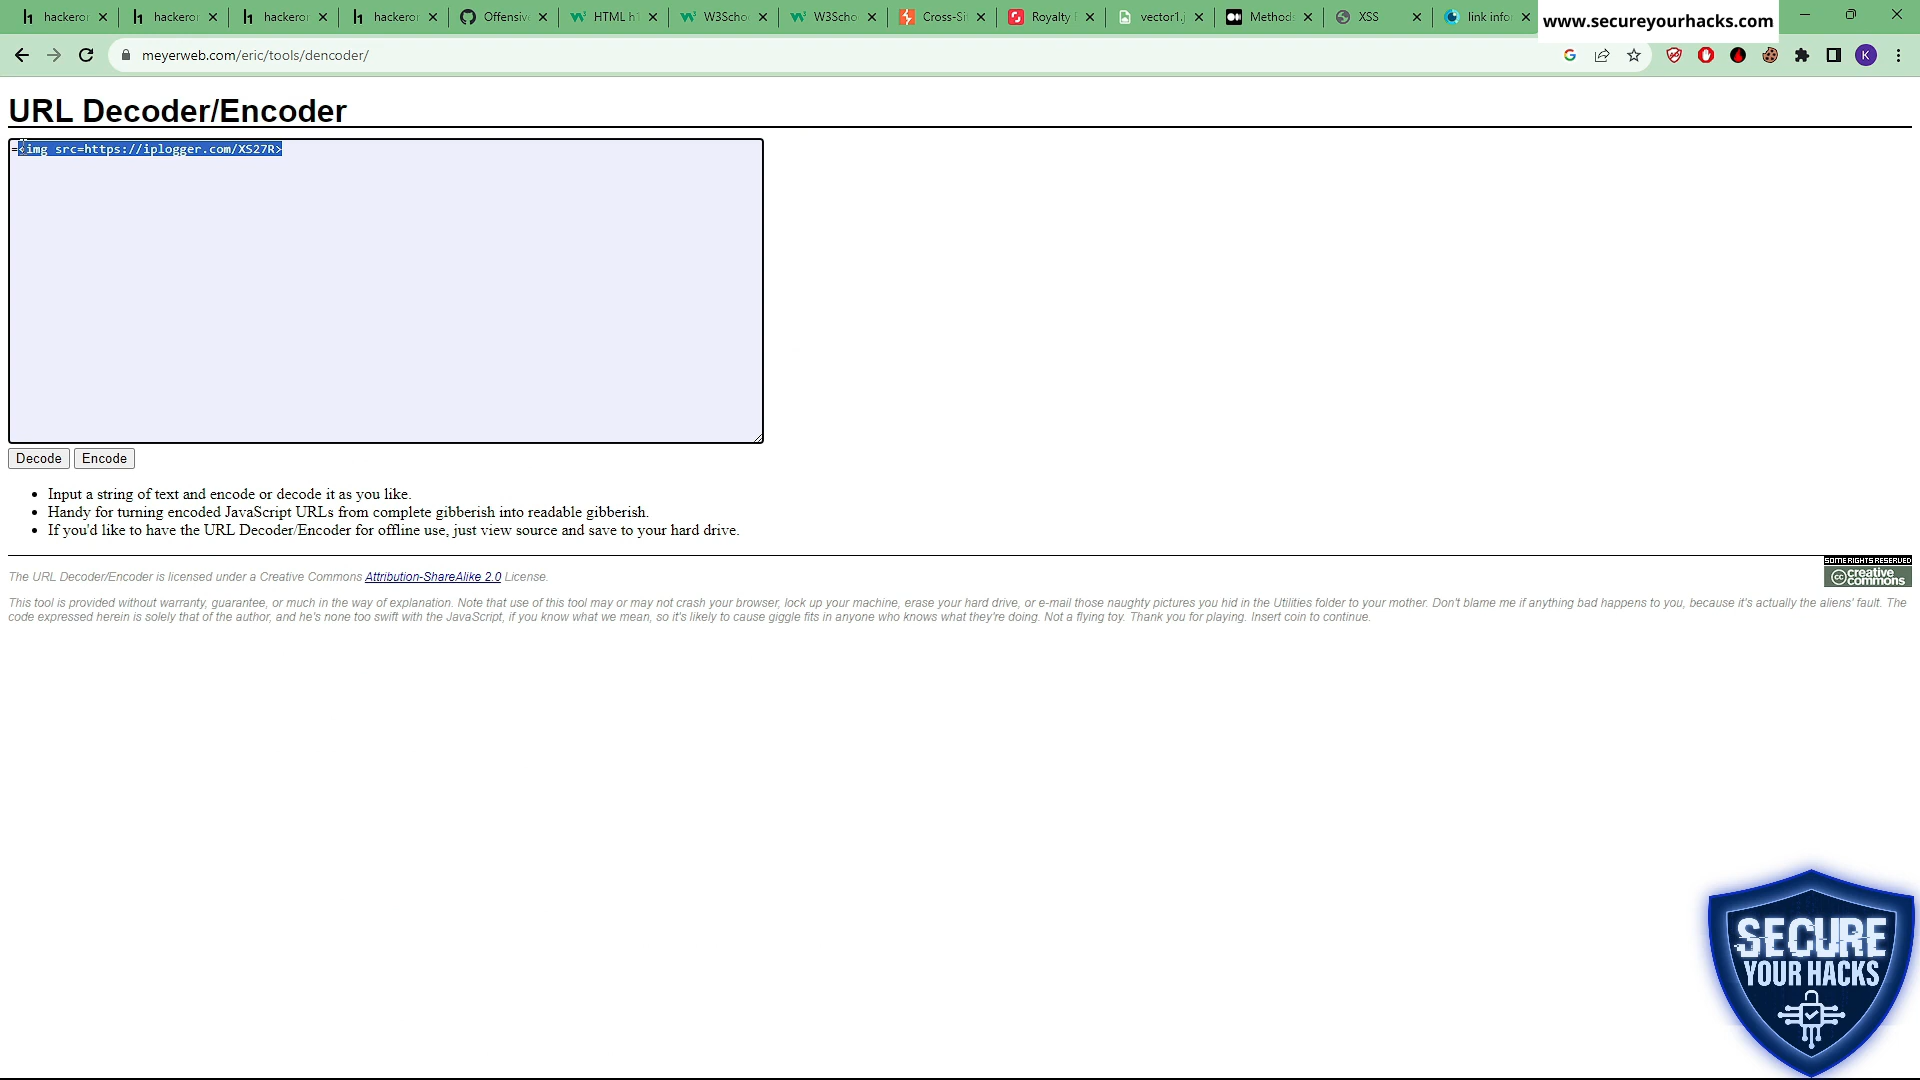 hackeror
hackeror
hackeror
hackeror
Offensiv
HTML h1
W3Scho
W3Scho
Cross-Si
Royalty
vector1.j
Methods
XSS
link info
www.secureyourhacks.com
meyerweb.com/eric/tools/dencoder/
K
URL Decoder/Encoder
=<img src=https://iplogger.com/XS27R>
Decode Encode
• Input a string of text and encode or decode it as you like.
• Handy for turning encoded JavaScript URLs from complete gibberish into readable gibberish.
• If you'd like to have the URL Decoder/Encoder for offline use, just view source and save to your hard drive.
SOME RIGHTS RESERVED
cc creative commons
The URL Decoder/Encoder is licensed under a Creative Commons Attribution-ShareAlike 2.0 License.
This tool is provided without warranty, guarantee, or much in the way of explanation. Note that use of this tool may or may not crash your browser, lock up your machine, erase your hard drive, or e-mail those naughty pictures you hid in the Utilities folder to your mother. Don't blame me if anything bad happens to you, because it's actually the aliens' fault. The
code expressed herein is solely that of the author, and he's none too swift with the JavaScript, if you know what we mean, so it's likely to cause giggle fits in anyone who knows what they're doing. Not a flying toy. Thank you for playing. Insert coin to continue.
SECURE
YOUR HACKS